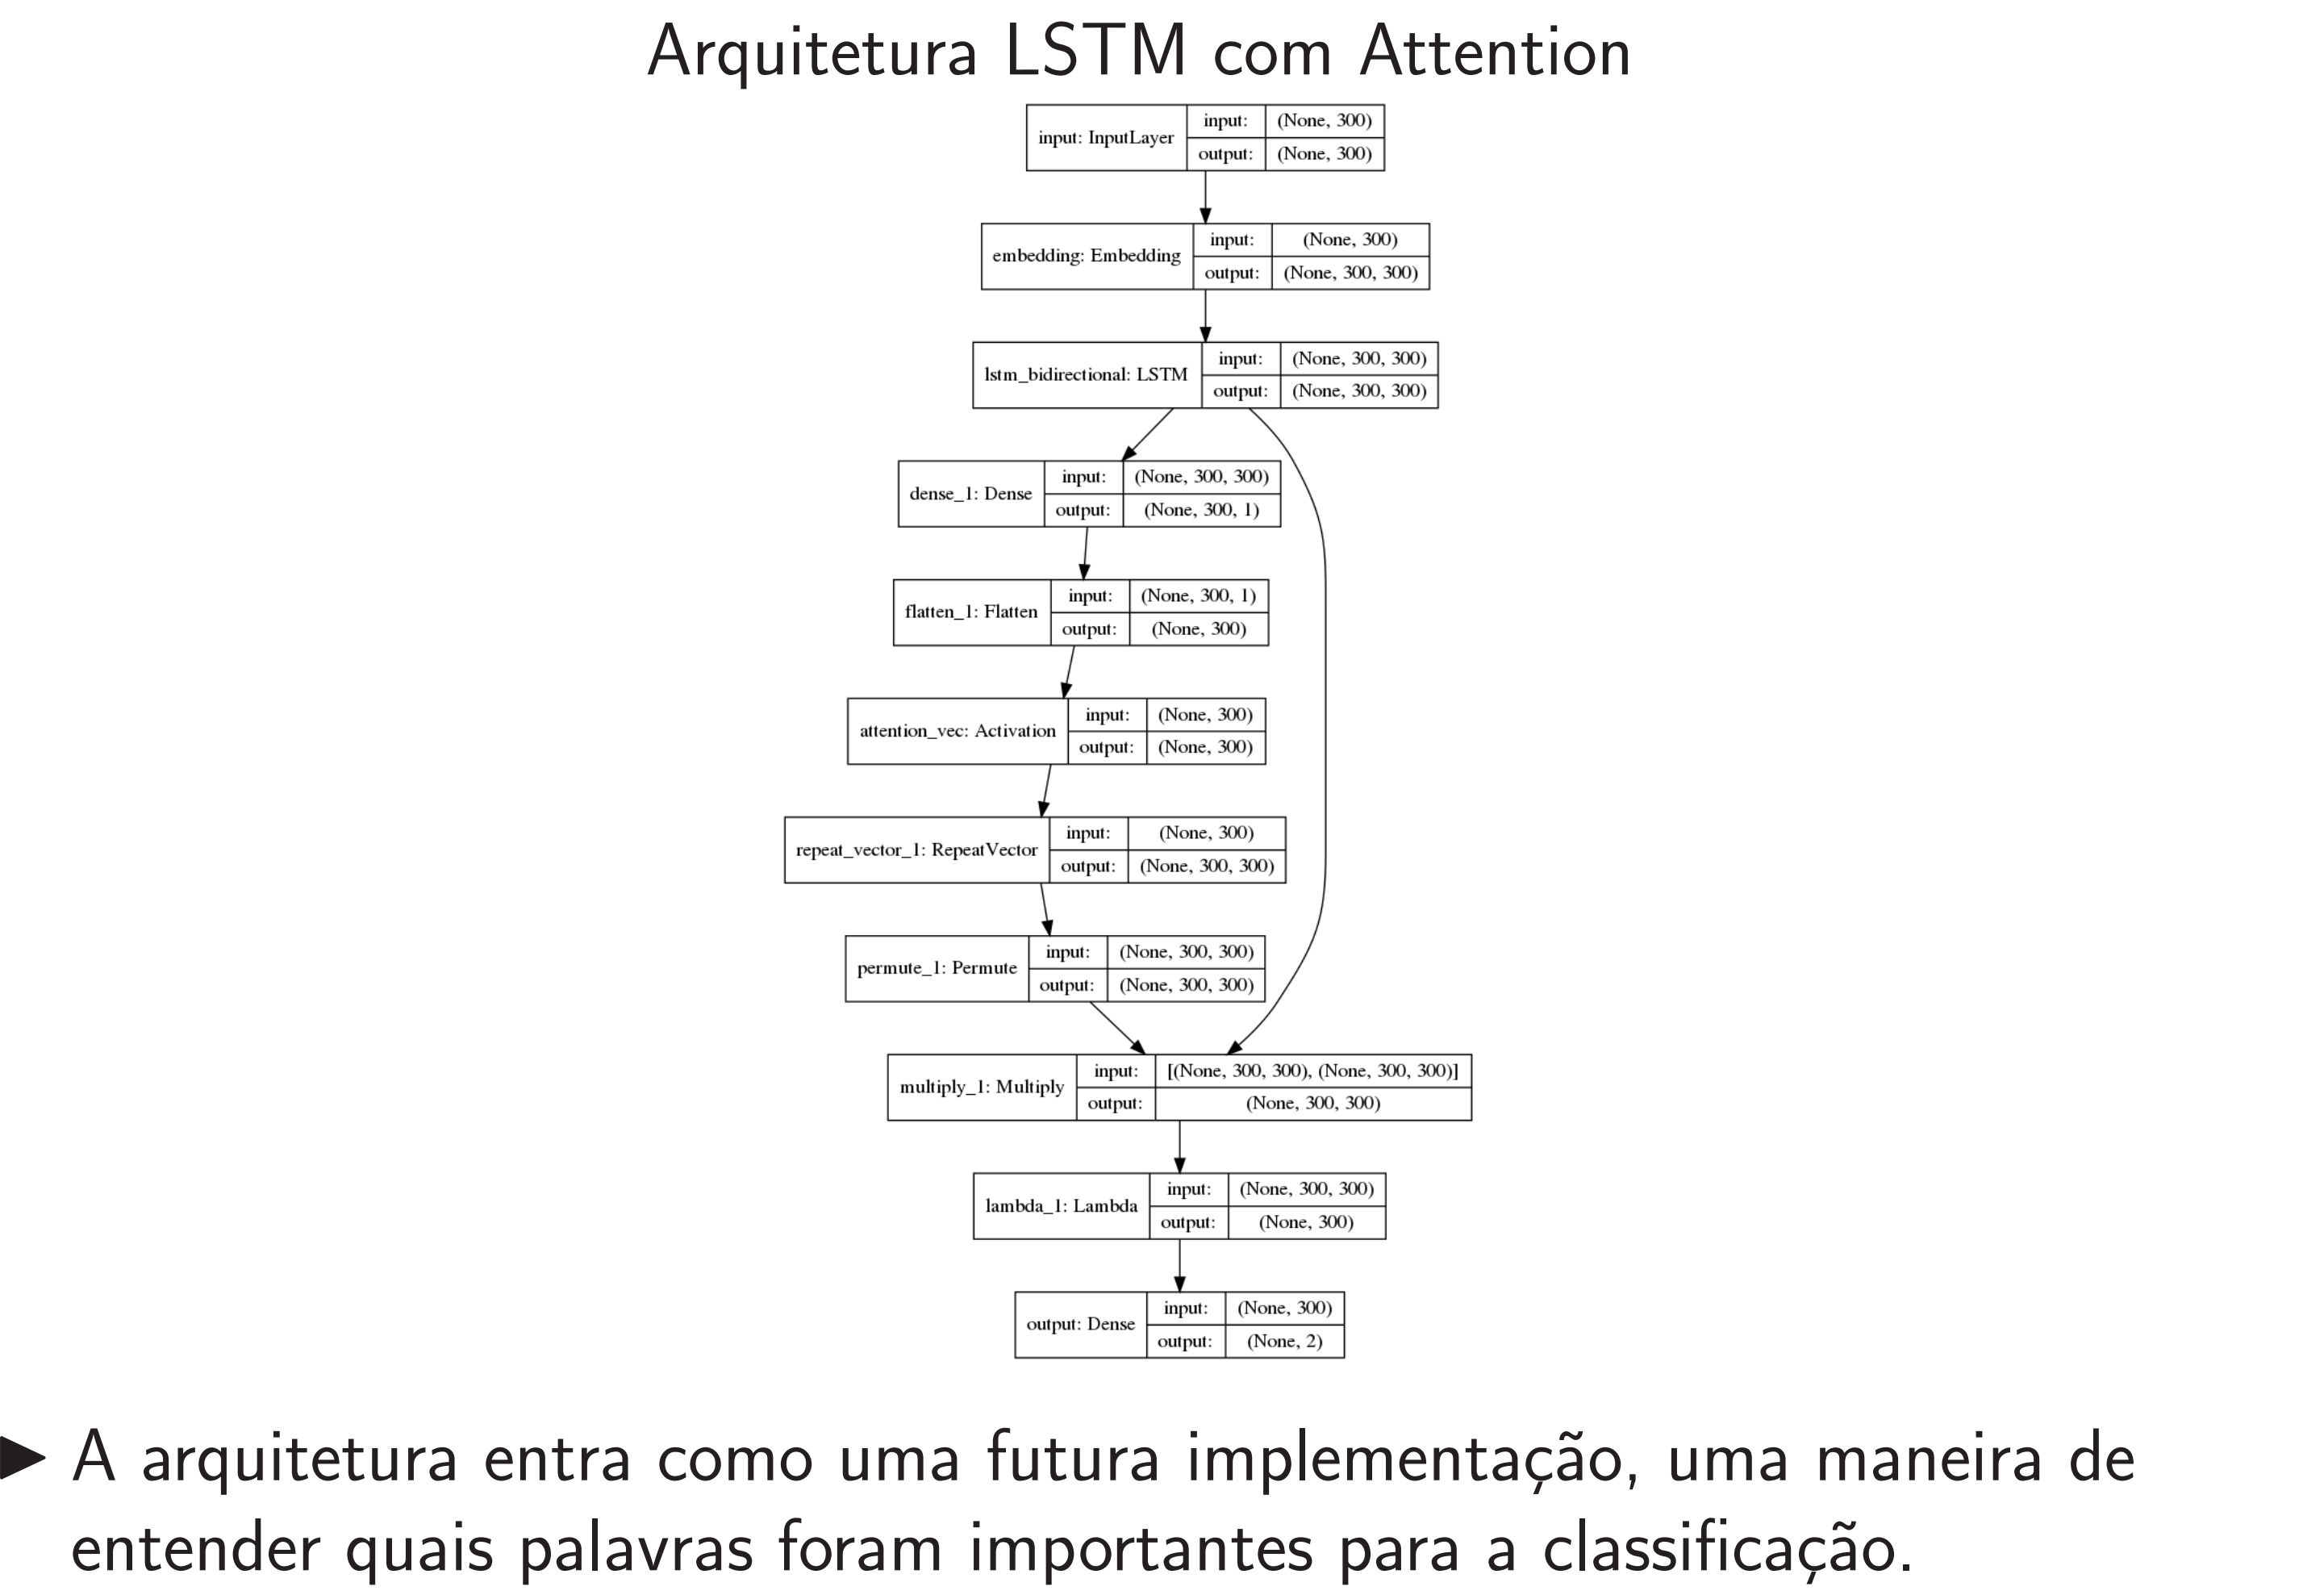 Arquitetura LSTM com Attention
input: InputLayer
input: (None, 300)
output: (None, 300)
embedding: Embedding
input: (None, 300)
output: (None, 300, 300)
lstm_bidirectional: LSTM
input: (None, 300, 300)
output: (None, 300, 300)
dense_1: Dense
input: (None, 300, 300)
output: (None, 300, 1)
flatten_1: Flatten
input: (None, 300, 1)
output: (None, 300)
attention_vec: Activation
input: (None, 300)
output: (None, 300)
repeat_vector_1: RepeatVector
input: (None, 300)
output: (None, 300, 300)
permute_1: Permute
input: (None, 300, 300)
output: (None, 300, 300)
multiply_1: Multiply
input: [(None, 300, 300), (None, 300, 300)]
output: (None, 300, 300)
lambda_1: Lambda
input: (None, 300, 300)
output: (None, 300)
output: Dense
input: (None, 300)
output: (None, 2)
A arquitetura entra como uma futura implementação, uma maneira de
entender quais palavras foram importantes para a classificação.